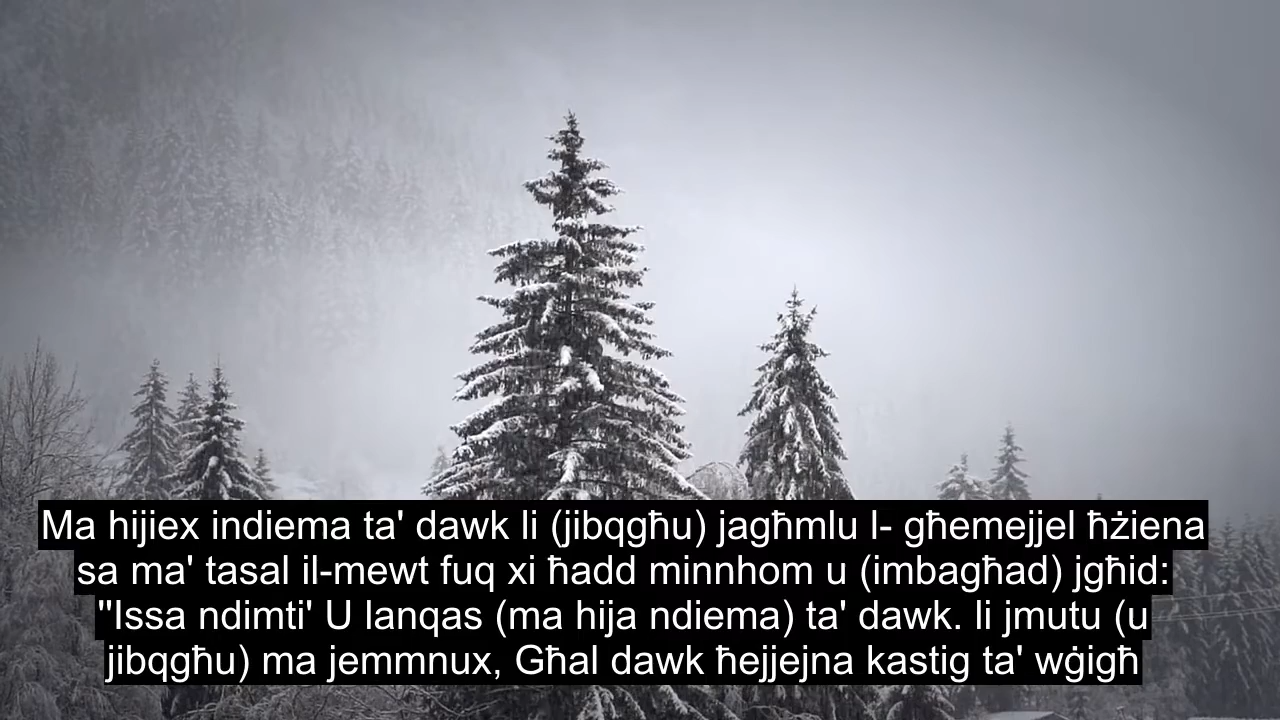 Ma hijiex indiema ta' dawk li (jibqgħu) jagħmlu l- għemejjel ħżiena
sa ma' tasal il-mewt fuq xi ħadd minnhom u (imbagħad) jgħid:
"Issa ndimti' U lanqas (ma hija ndiema) ta' dawk. li jmutu (u
jibqgħu) ma jemmnux, Għal dawk ħejjejna kastig ta' wġigħ